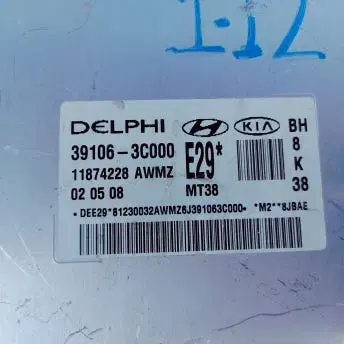 1-12
DELPHI KIA BH
39106-3C000 E29* 8
11874228 AWMZ K
02 05 08 MT38 38
- DEE29*81230032AWMZ6J391063C000- *M2**8JBAE